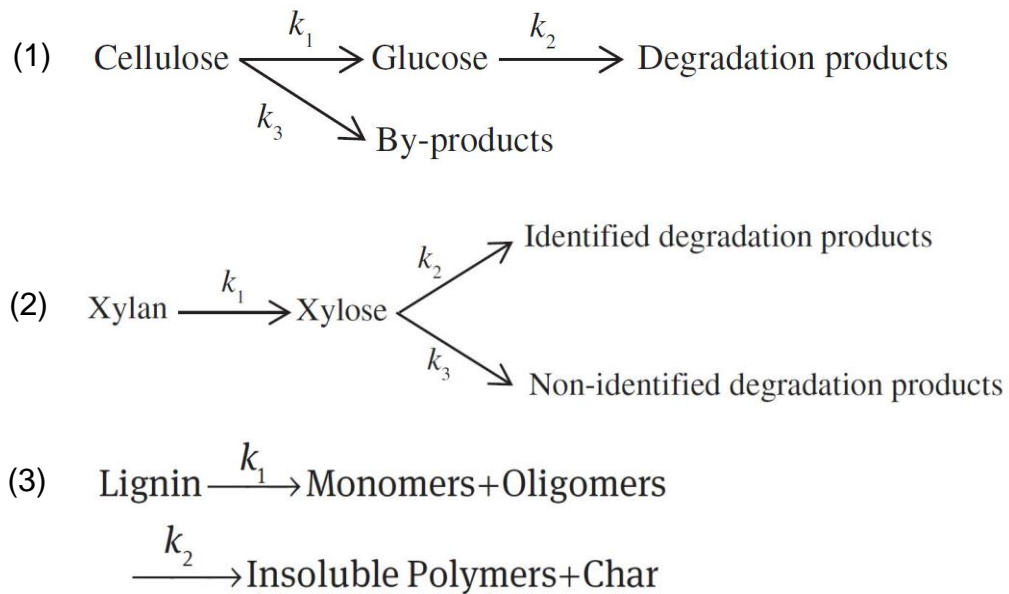 k1 k2
(1) Cellulose Glucose Degradation products
k3
By-products
Identified degradation products
k2
k1
(2) Xylan Xylose
k3
Non-identified degradation products
k1
(3) Lignin Monomers+Oligomers
k2
Insoluble Polymers+Char